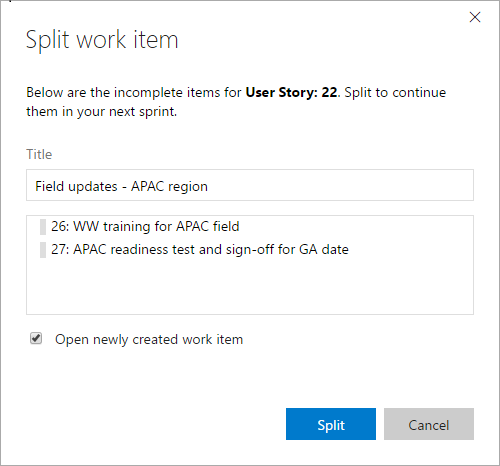 Split work item
Below are the incomplete items for User Story: 22. Split to continue
them in your next sprint.
Title
Field updates - APAC region
26: WW training for APAC field
27: APAC readiness test and sign-off for GA date
Open newly created work item
Split
Cancel